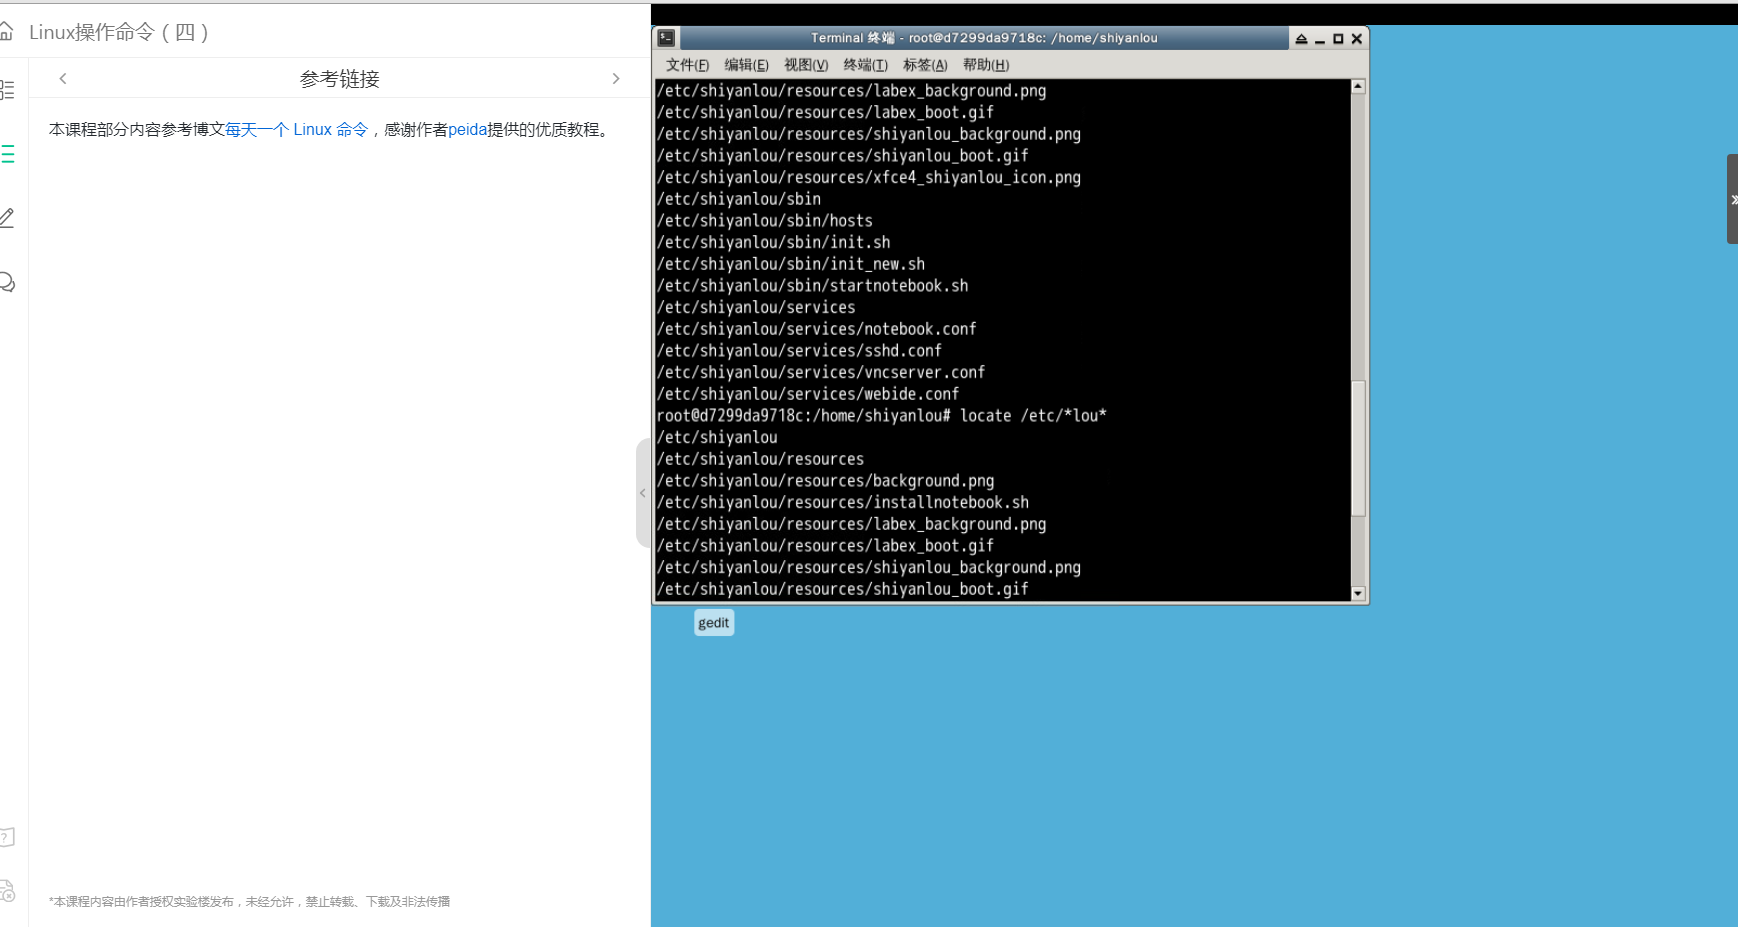 Linux操作命令（四）
参考链接
本课程部分内容参考博文每天一个 Linux 命令，感谢作者peida提供的优质教程。
*本课程内容由作者授权实验楼发布，未经允许，禁止转载、下载及非法传播
Terminal 终端 - root@d7299da9718c: /home/shiyanlou
文件(F) 编辑(E) 视图(V) 终端(T) 标签(A) 帮助(H)
/etc/shiyanlou/resources/labex_background.png
/etc/shiyanlou/resources/labex_boot.gif
/etc/shiyanlou/resources/shiyanlou_background.png
/etc/shiyanlou/resources/shiyanlou_boot.gif
/etc/shiyanlou/resources/xfce4_shiyanlou_icon.png
/etc/shiyanlou/sbin
/etc/shiyanlou/sbin/hosts
/etc/shiyanlou/sbin/init.sh
/etc/shiyanlou/sbin/init_new.sh
/etc/shiyanlou/sbin/startnotebook.sh
/etc/shiyanlou/services
/etc/shiyanlou/services/notebook.conf
/etc/shiyanlou/services/sshd.conf
/etc/shiyanlou/services/vncserver.conf
/etc/shiyanlou/services/webide.conf
root@d7299da9718c:/home/shiyanlou# locate /etc/*lou*
/etc/shiyanlou
/etc/shiyanlou/resources
/etc/shiyanlou/resources/background.png
/etc/shiyanlou/resources/installnotebook.sh
/etc/shiyanlou/resources/labex_background.png
/etc/shiyanlou/resources/labex_boot.gif
/etc/shiyanlou/resources/shiyanlou_background.png
/etc/shiyanlou/resources/shiyanlou_boot.gif
gedit